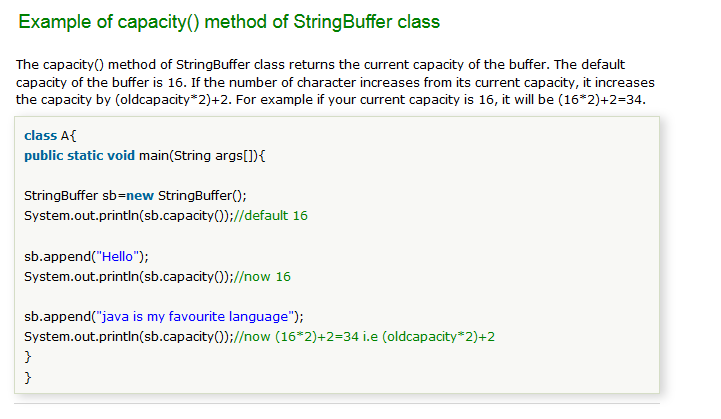 Example of capacity() method of StringBuffer class
The capacity() method of StringBuffer class returns the current capacity of the buffer. The default
capacity of the buffer is 16. If the number of character increases from its current capacity, it increases
the capacity by (oldcapacity*2)+2. For example if your current capacity is 16, it will be (16*2)+2=34.
class A{
public static void main(String args[]){
StringBuffer sb=new StringBuffer();
System.out.println(sb.capacity());//default 16
sb.append("Hello");
System.out.println(sb.capacity());//now 16
sb.append("java is my favourite language");
System.out.println(sb.capacity());//now (16*2)+2=34 i.e (oldcapacity*2)+2
}
}